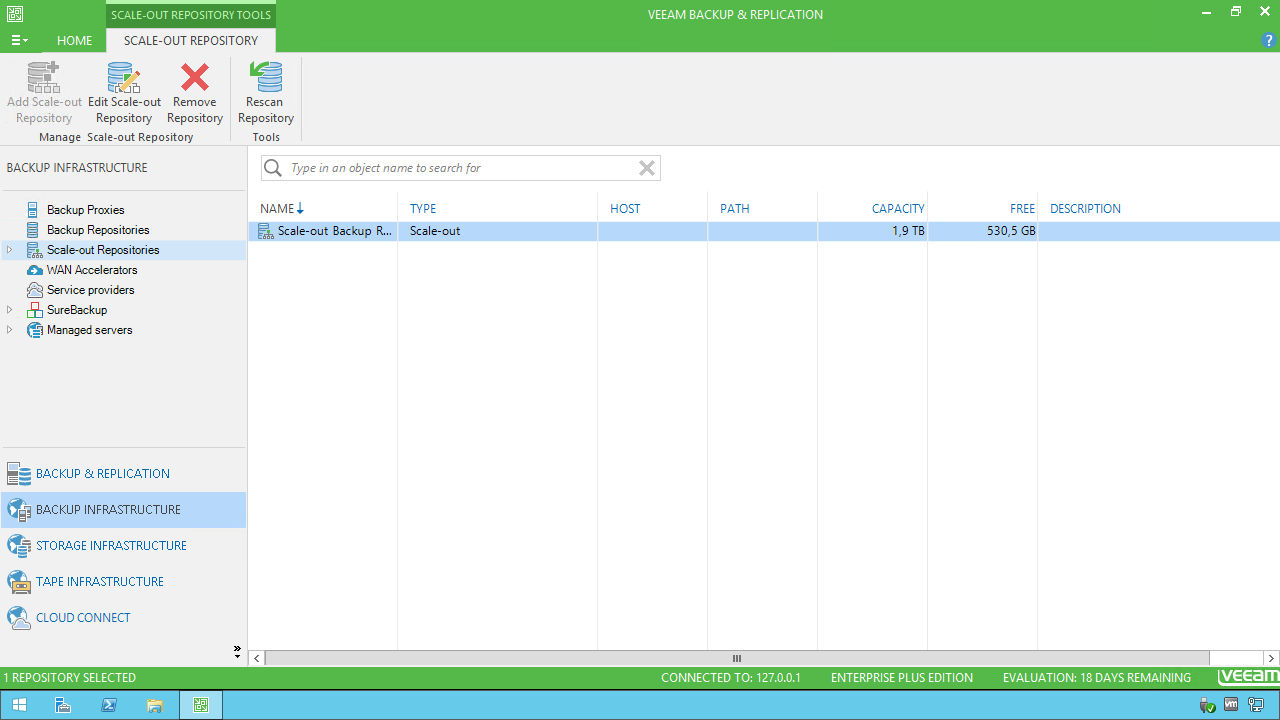 SCALE-OUT REPOSITORY TOOLS
VEEAM BACKUP & REPLICATION
HOME
SCALE-OUT REPOSITORY
Add Scale-out Repository
Edit Scale-out Repository
Remove Repository
Rescan Repository
Manage Scale-out Repository
Tools
BACKUP INFRASTRUCTURE
Backup Proxies
Backup Repositories
Scale-out Repositories
WAN Accelerators
Service providers
SureBackup
Managed servers
BACKUP & REPLICATION
BACKUP INFRASTRUCTURE
STORAGE INFRASTRUCTURE
TAPE INFRASTRUCTURE
CLOUD CONNECT
Type in an object name to search for
NAME TYPE HOST PATH CAPACITY FREE DESCRIPTION
Scale-out Backup R... Scale-out 1,9 TB 530,5 GB
1 REPOSITORY SELECTED
CONNECTED TO: 127.0.0.1
ENTERPRISE PLUS EDITION
EVALUATION: 18 DAYS REMAINING
veeam
vm